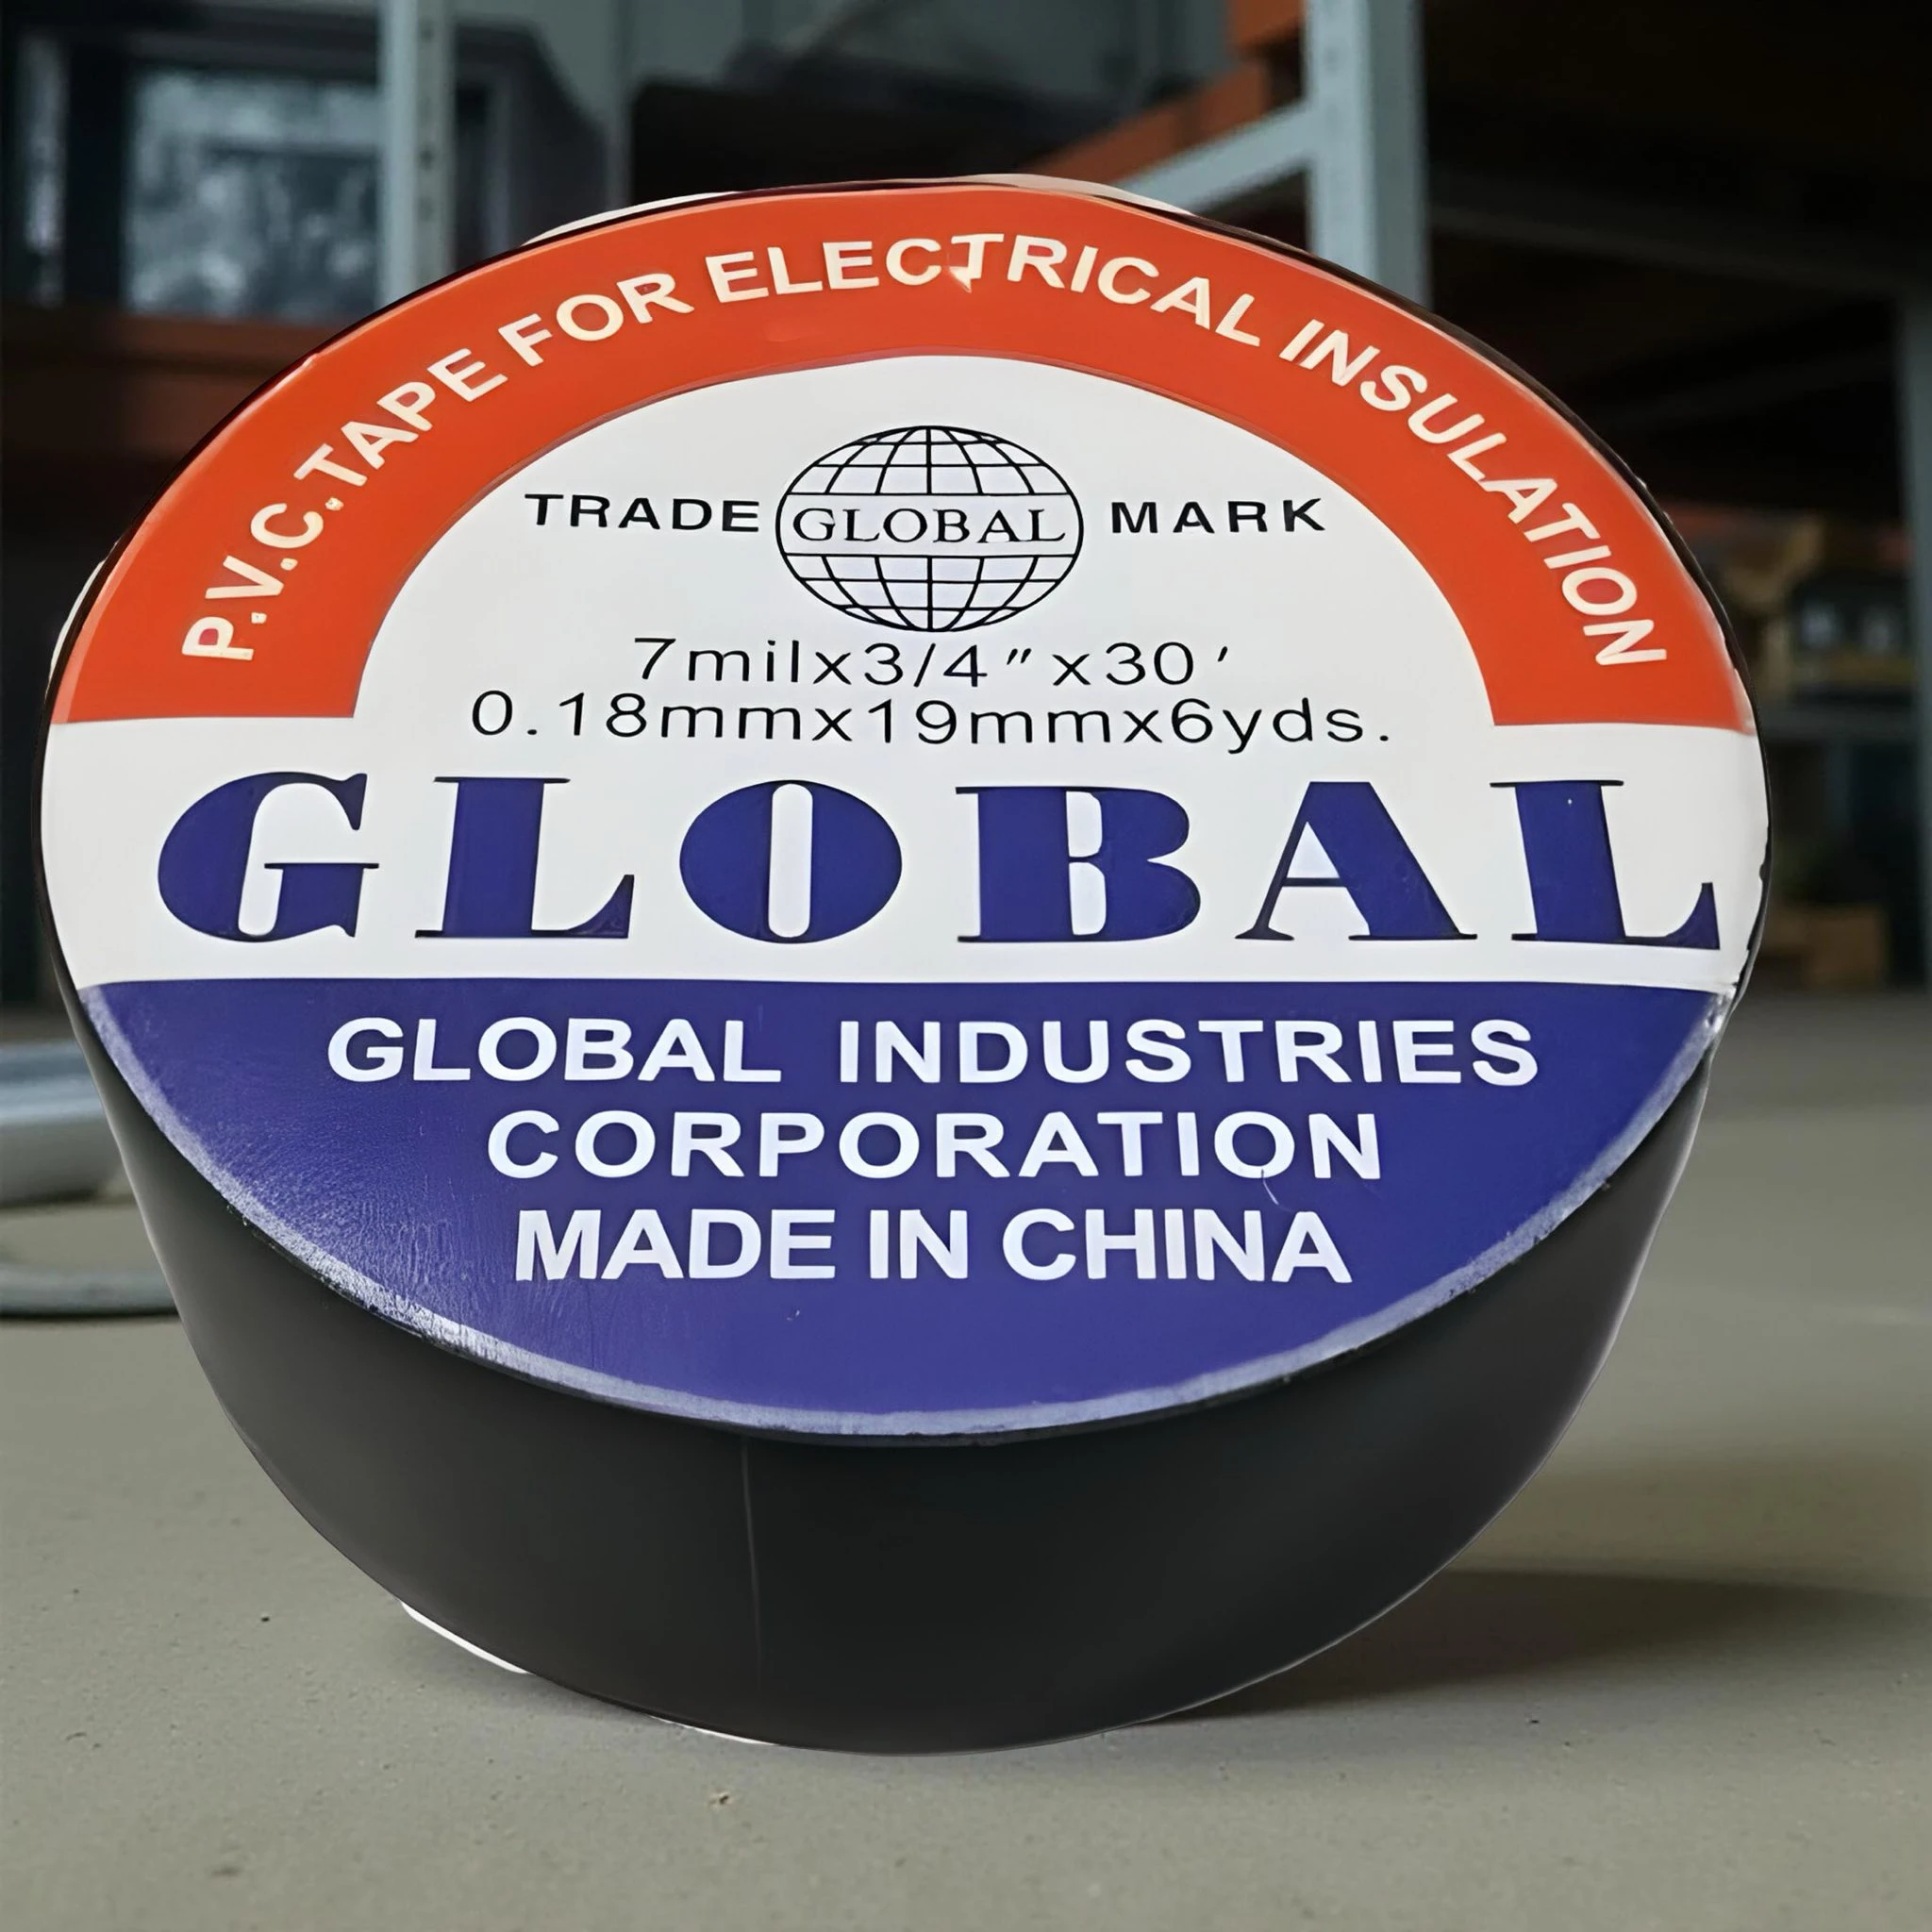 P.V.C. TAPE FOR ELECTRICAL INSULATION
TRADE GLOBAL MARK
7milx3/4"x30'
0.18mmx19mmx6yds.
GLOBAL
GLOBAL INDUSTRIES
CORPORATION
MADE IN CHINA